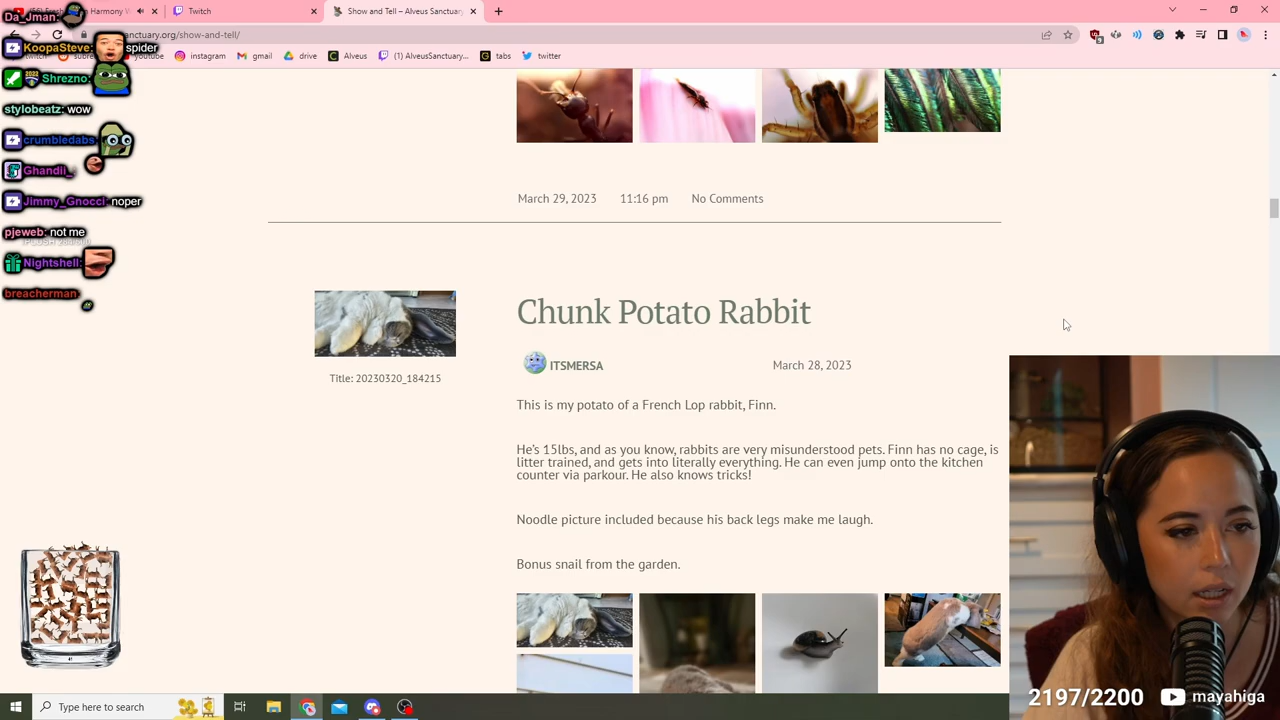 Da_Jman:
KoopaSteve: spider
Shrezno:
stylobeatz: wow
crumbledabs:
Ghandii_:
Jimmy_Gnocci: noper
pjeweb: not me
Nightshell:
breacherman:
Twitch
Show and Tell – Alveus Sanctuary
anctuary.org/show-and-tell/
youtube
instagram
gmail
drive
Alveus
(1) AlveusSanctuary...
tabs
twitter
March 29, 2023 11:16 pm No Comments
Chunk Potato Rabbit
ITSMERSA March 28, 2023
Title: 20230320_184215
This is my potato of a French Lop rabbit, Finn.
He's 15lbs, and as you know, rabbits are very misunderstood pets. Finn has no cage, is
litter trained, and gets into literally everything. He can even jump onto the kitchen
counter via parkour. He also knows tricks!
Noodle picture included because his back legs make me laugh.
Bonus snail from the garden.
Type here to search
2197/2200 mayahiga